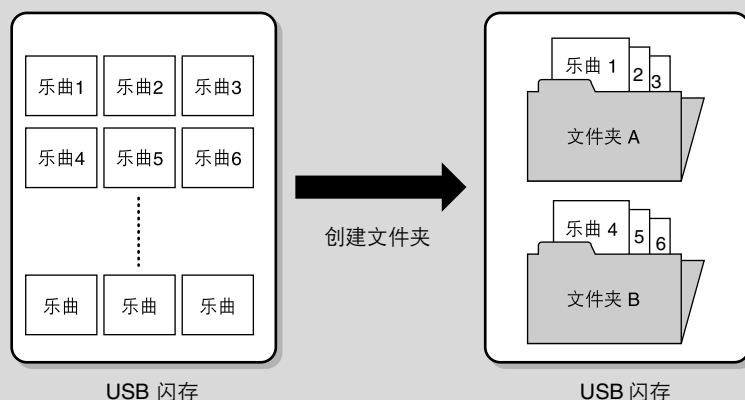 乐曲1 乐曲2 乐曲3
乐曲4 乐曲5 乐曲6
乐曲 乐曲 乐曲
USB 闪存
创建文件夹
乐曲 1 2 3
文件夹 A
乐曲 4 5 6
文件夹 B
USB 闪存